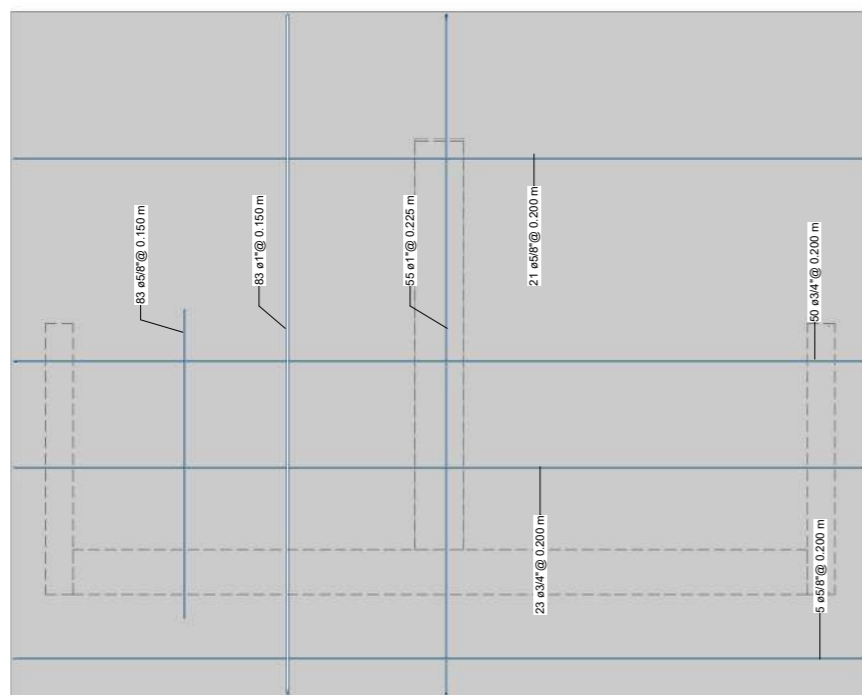 83 ø5/8"@ 0.150 m
83 ø1"@ 0.150 m
55 ø1"@ 0.225 m
21 ø5/8"@ 0.200 m
50 ø3/4"@ 0.200 m
23 ø3/4"@ 0.200 m
5 ø5/8"@ 0.200 m